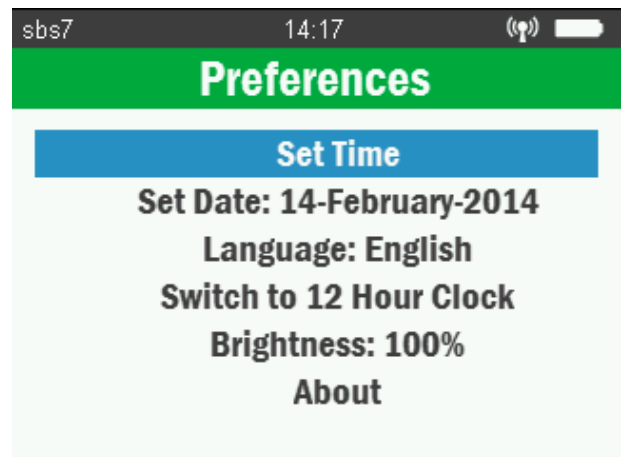 sbs7 14:17
Preferences
Set Time
Set Date: 14-February-2014
Language: English
Switch to 12 Hour Clock
Brightness: 100%
About